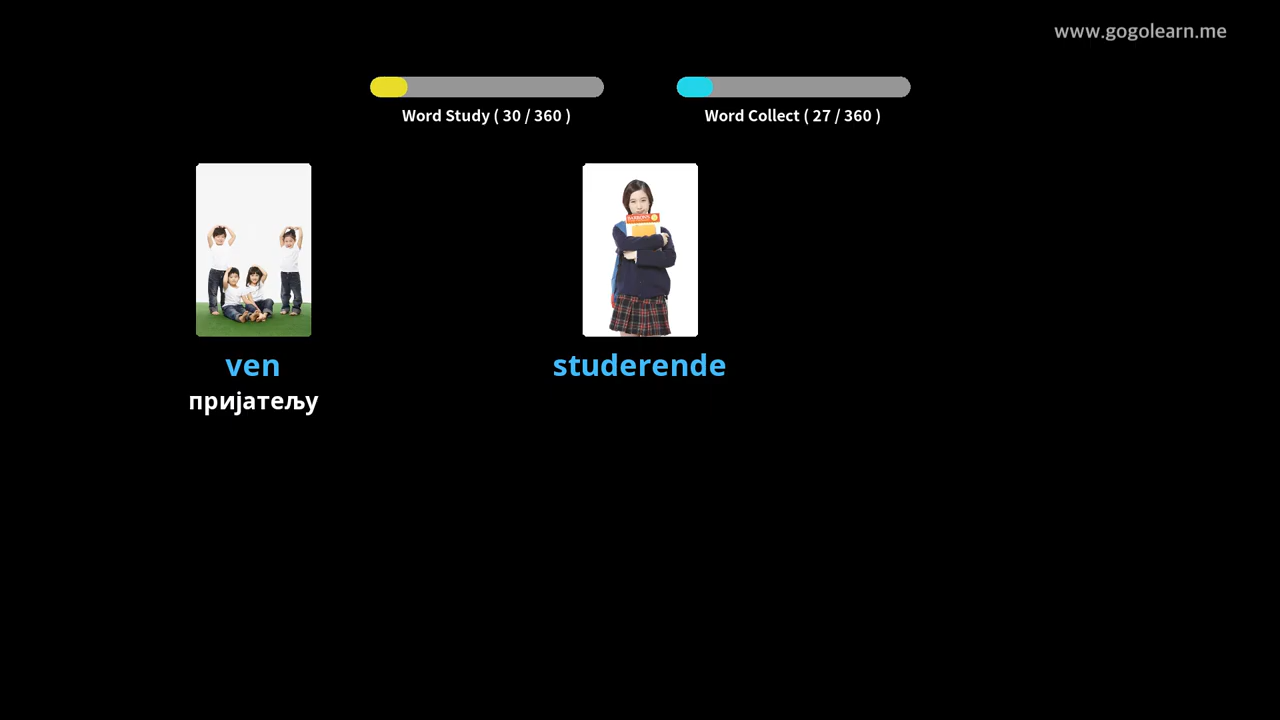 www.gogolearn.me
Word Study ( 30 / 360 )
Word Collect ( 27 / 360 )
ven
пријатељу
studerende